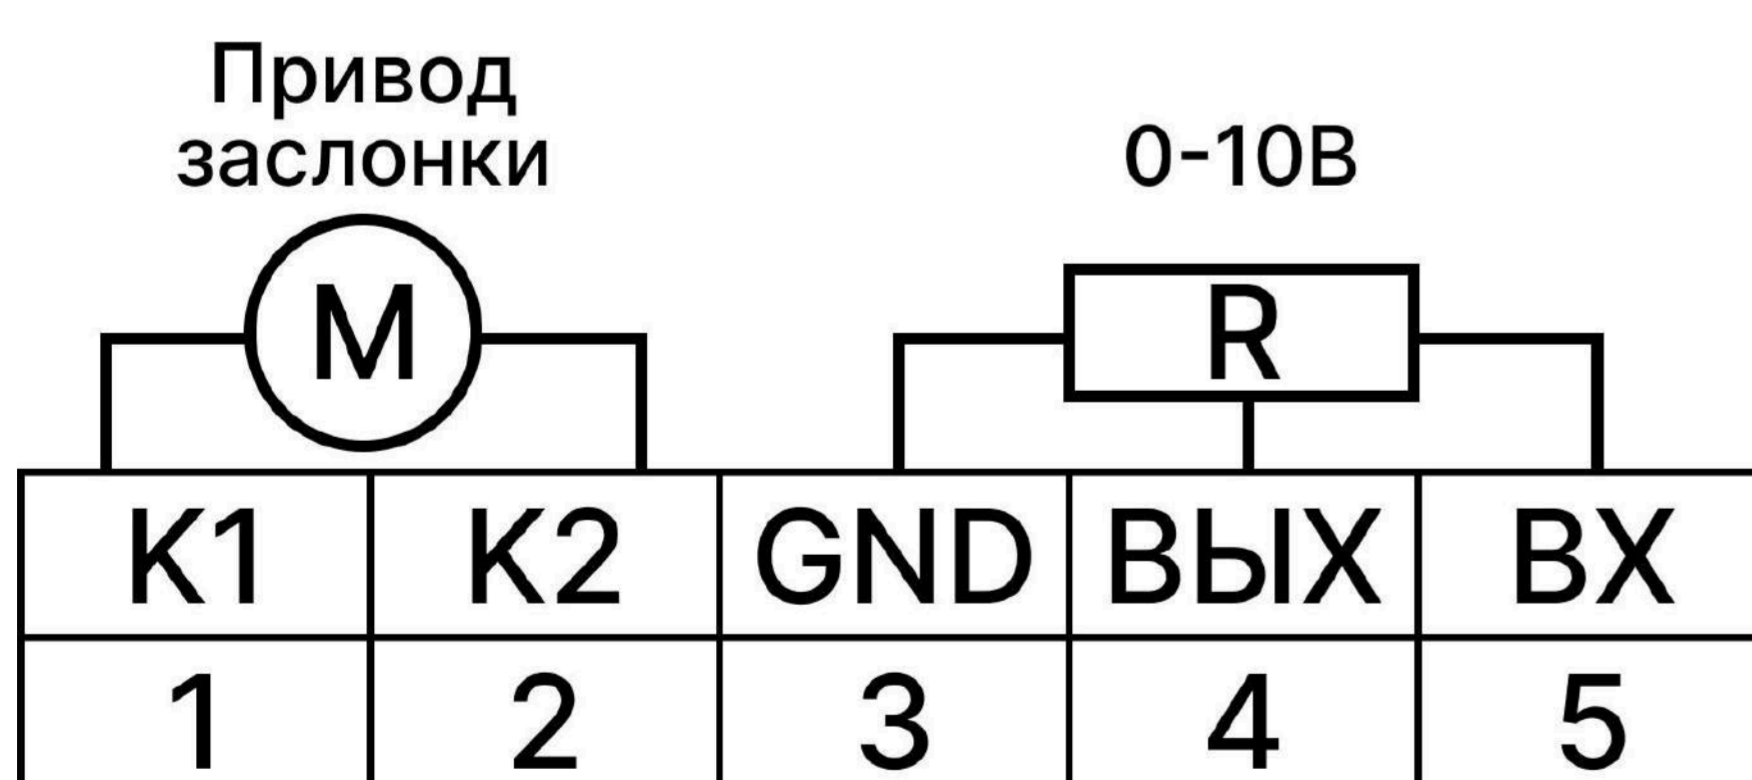 Привод
заслонки
0-10В
M
R
K1 K2 GND ВЫХ ВХ
1 2 3 4 5